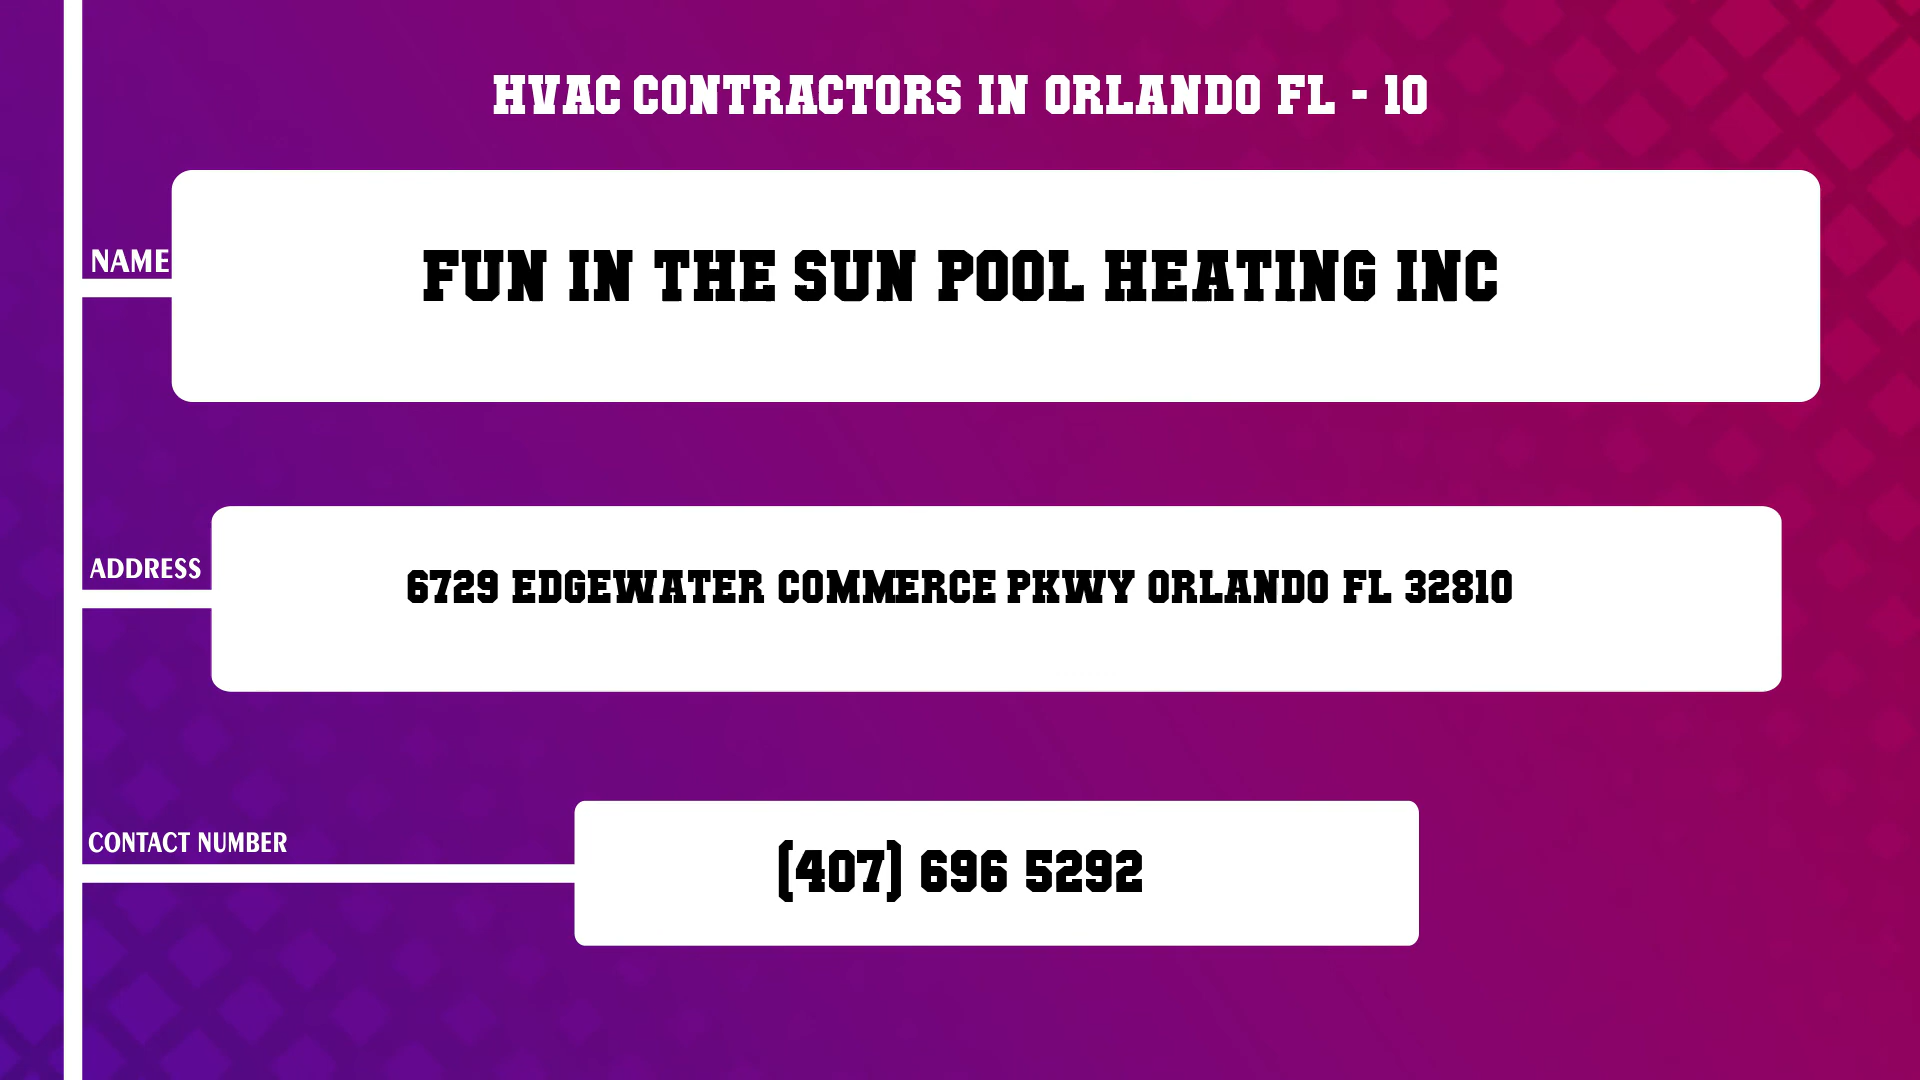 HVAC CONTRACTORS IN ORLANDO FL - 10
NAME
FUN IN THE SUN POOL HEATING INC
ADDRESS
6729 EDGEWATER COMMERCE PKWY ORLANDO FL 32810
CONTACT NUMBER
(407) 696 5292